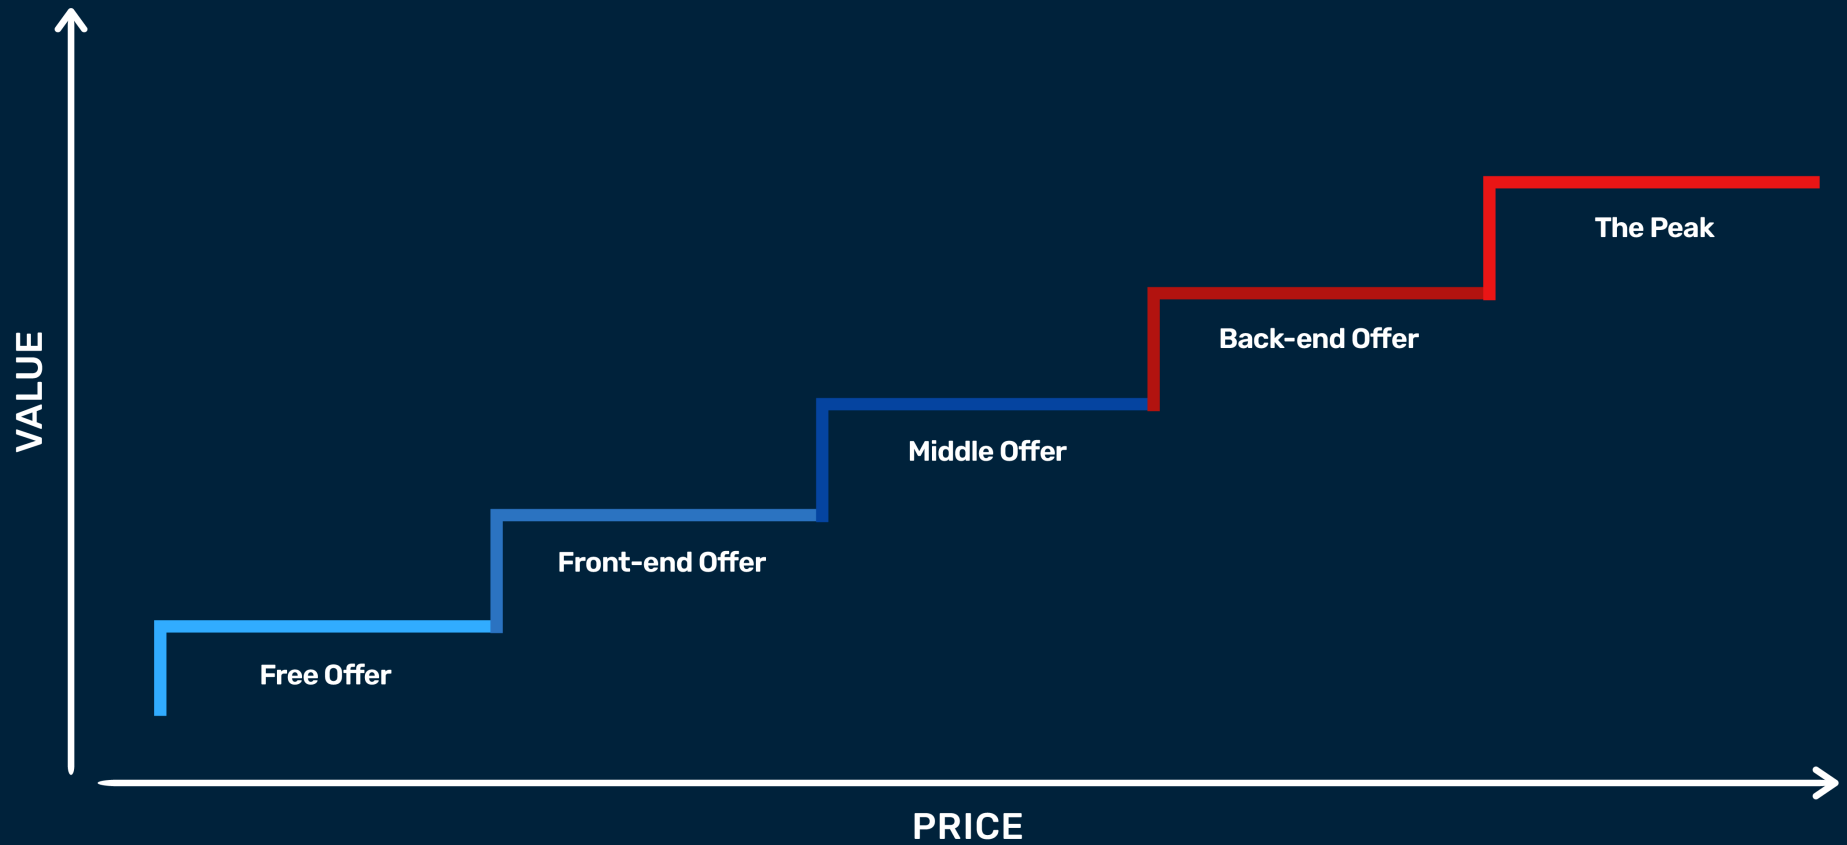 The Peak
Back-end Offer
VALUE
Middle Offer
Front-end Offer
Free Offer
PRICE